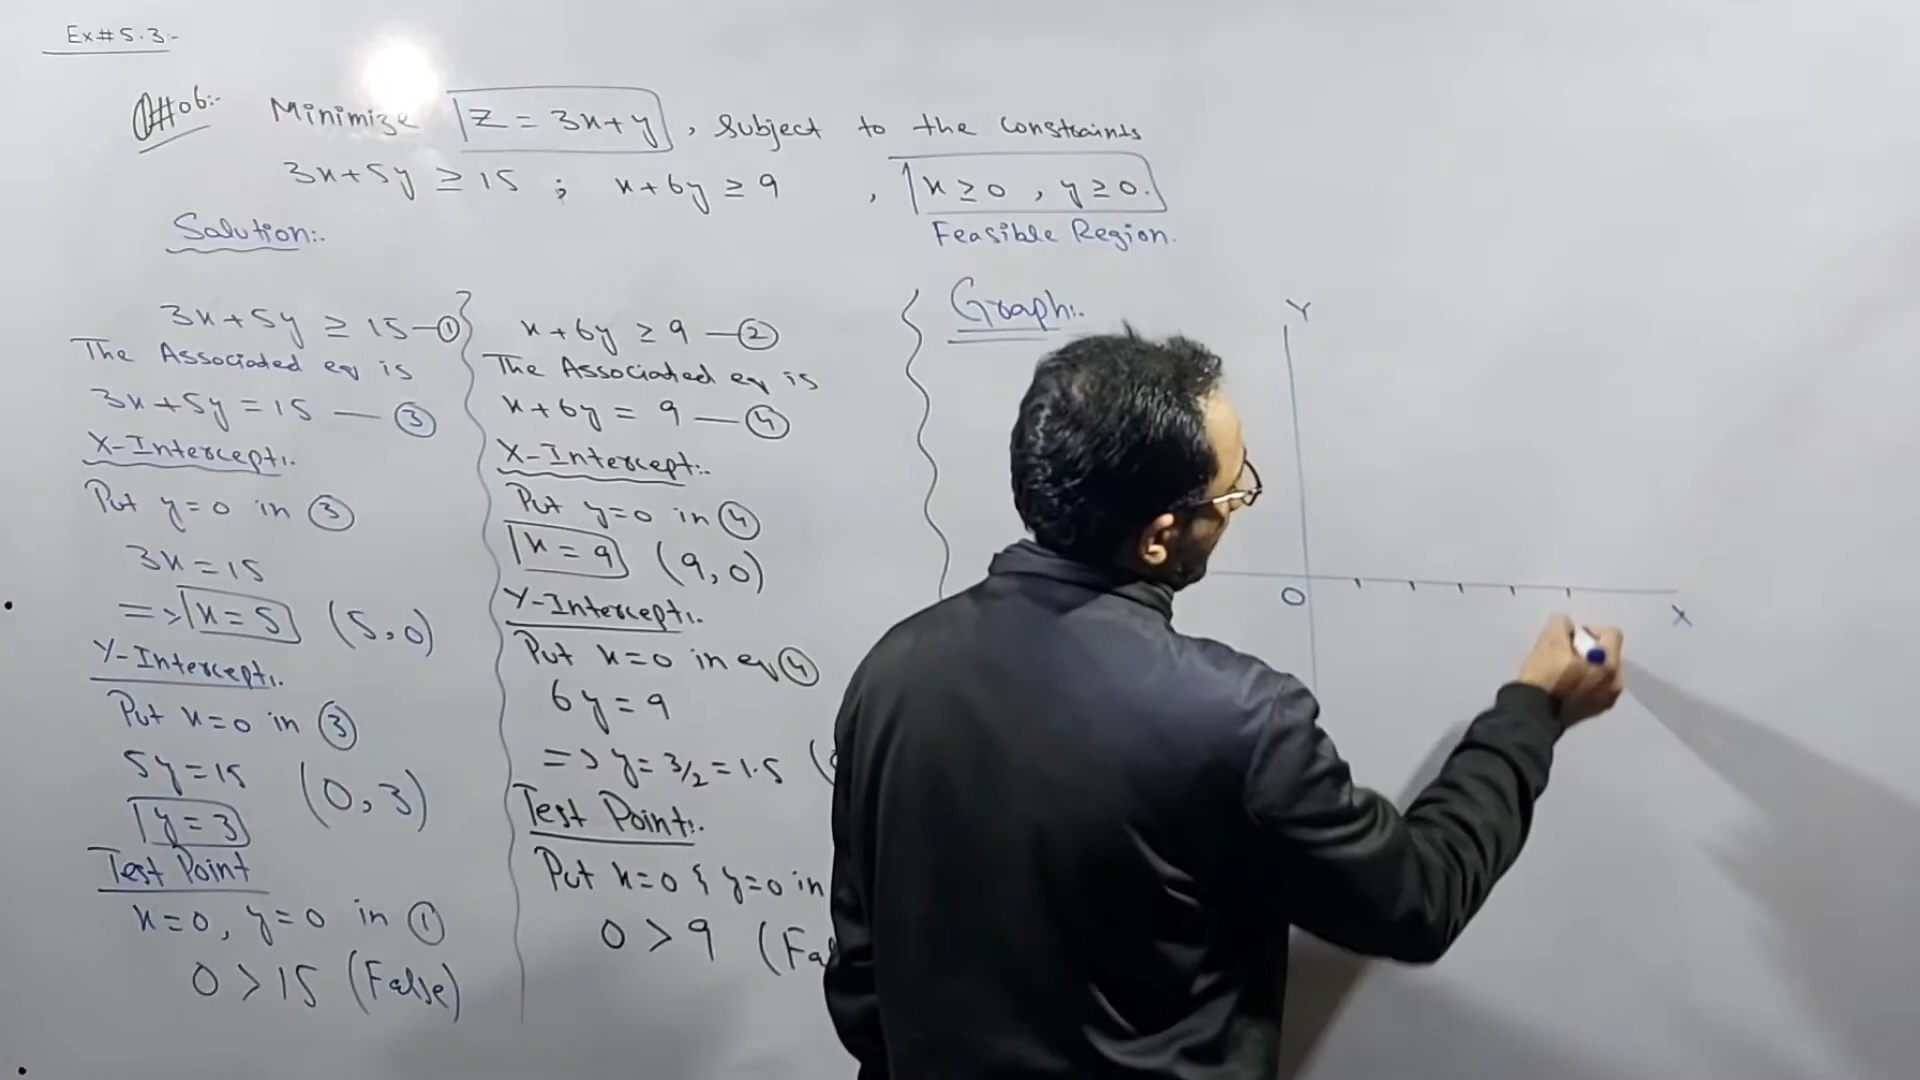 Ex#5.3:-
Q#06:- Minimize Z = 3x+y, subject to the constraints
3x+5y ≥ 15 ; x+6y ≥ 9 , x ≥ 0 , y ≥ 0.
Feasible Region.
Solution:-
3x+5y ≥ 15 — ①
The Associated eq is
3x+5y = 15 — ③
X-Intercept:-
Put y=0 in ③
3x = 15
=> x = 5 (5,0)
Y-Intercept:-
Put x=0 in ③
5y = 15 (0,3)
y = 3
Test Point
x=0, y=0 in ①
0 > 15 (False)
x+6y ≥ 9 — ②
The Associated eq is
x+6y = 9 — ④
X-Intercept:-
Put y=0 in ④
x = 9 (9,0)
Y-Intercept:-
Put x=0 in eq ④
6y = 9
=> y = 3/2 = 1.5 (
Test Point:-
Put x=0 & y=0 in
0 > 9 (Fa
Graph:-
Y
O
X